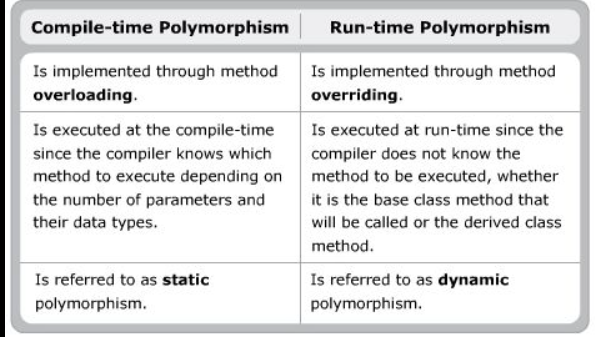 Compile-time Polymorphism
Run-time Polymorphism
Is implemented through method
overloading.
Is implemented through method
overriding.
Is executed at the compile-time
since the compiler knows which
method to execute depending on
the number of parameters and
their data types.
Is executed at run-time since the
compiler does not know the
method to be executed, whether
it is the base class method that
will be called or the derived class
method.
Is referred to as static
polymorphism.
Is referred to as dynamic
polymorphism.